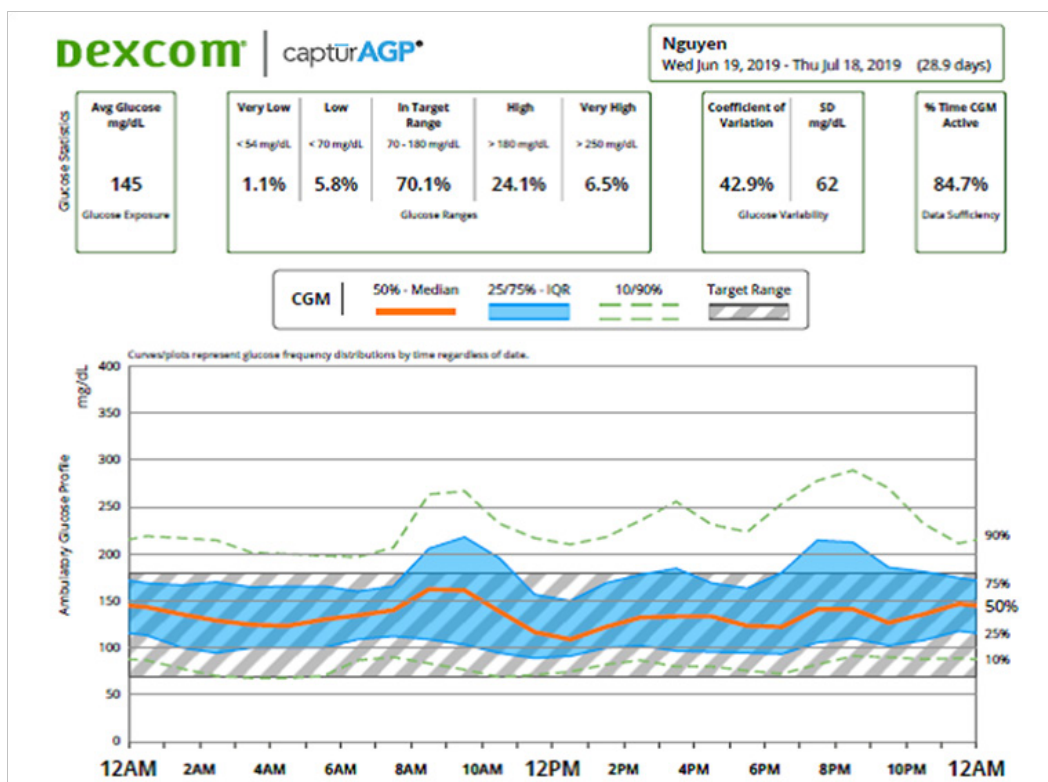 Dexcom | captūrAGP®
Nguyen
Wed Jun 19, 2019 - Thu Jul 18, 2019 (28.9 days)
Glucose Statistics
Avg Glucose
mg/dL
145
Glucose Exposure
Very Low
< 54 mg/dL
1.1%
Low
< 70 mg/dL
5.8%
In Target
Range
70 - 180 mg/dL
70.1%
High
> 180 mg/dL
24.1%
Very High
> 250 mg/dL
6.5%
Glucose Ranges
Coefficient of
Variation
42.9%
SD
mg/dL
62
Glucose Variability
% Time CGM
Active
84.7%
Data Sufficiency
CGM
50% - Median
25/75% - IQR
10/90%
Target Range
Curves/plots represent glucose frequency distributions by time regardless of date.
Ambulatory Glucose Profile
mg/dL
400
350
300
250
200
150
100
50
0
90%
75%
50%
25%
10%
12AM 2AM 4AM 6AM 8AM 10AM 12PM 2PM 4PM 6PM 8PM 10PM 12AM